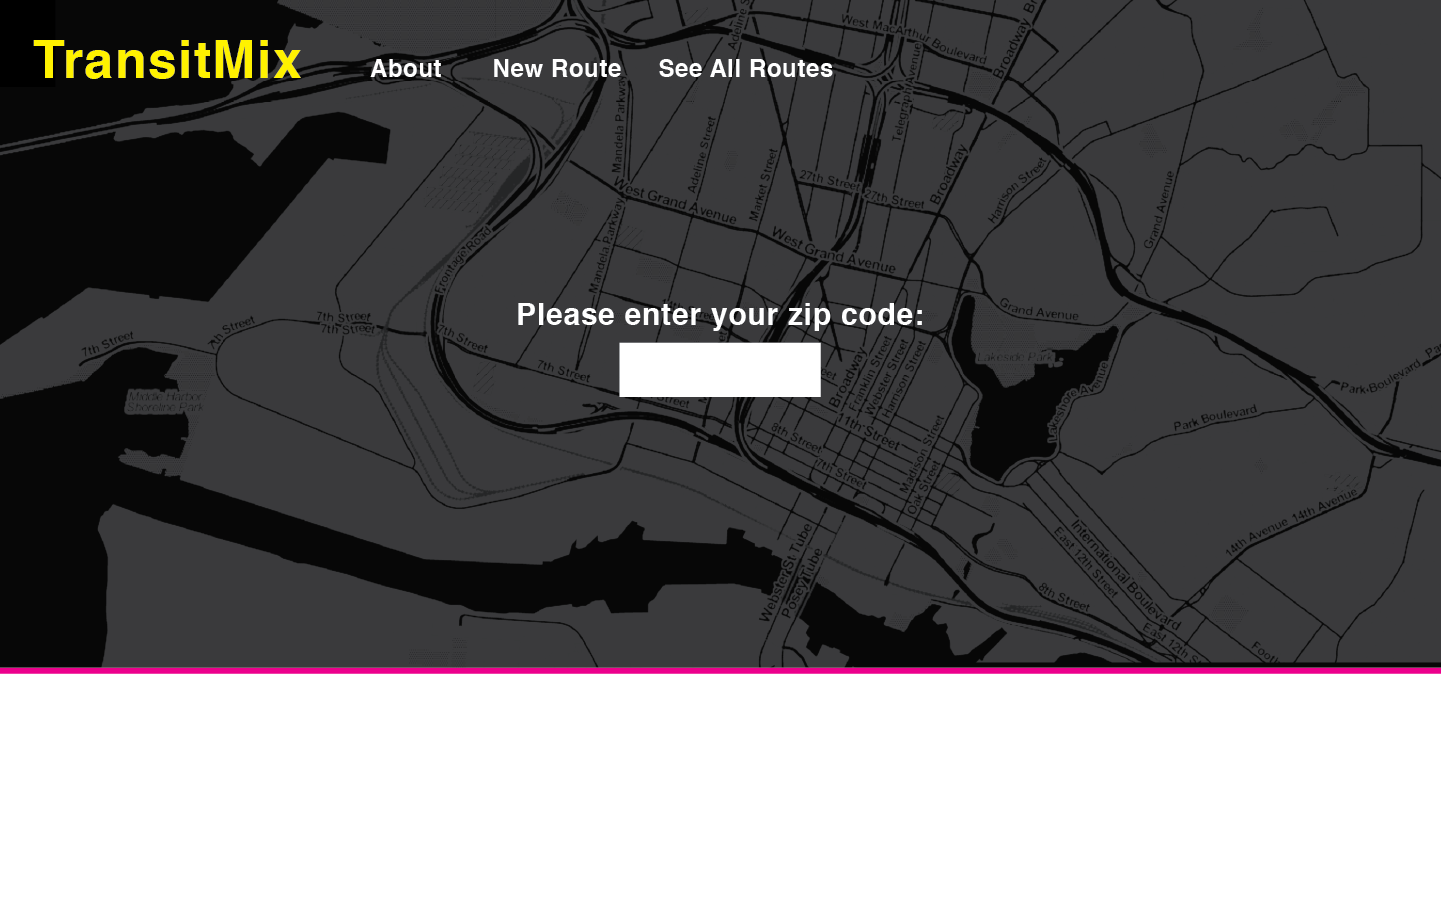 TransitMix
About
New Route
See All Routes
Please enter your zip code:
West MacArthur Boulevard
Telegraph Avenue
Mandela Parkway
Adeline Street
Market Street
27th Street
27th Street
Broadway
Harrison Street
Grand Avenue
West Grand Avenue
West Grand Avenue
Mandela Parkway
Frontage Road
Grand Avenue
7th Street
7th Street
7th Street
7th Street
7th Street
7th Street
Lakeside Park
Middle Harbor
Shoreline Park
Broadway
Franklin Street
Webster Street
Harrison Street
Lakeshore Avenue
Park Boulevard
Park Boulevard
11th Street
8th Street
7th Street
Madison Street
Oak Street
14th Avenue
14th Avenue
International Boulevard
East 12th Street
Webster St Tube
Posey Tube
8th Street
East 12th S
Footh